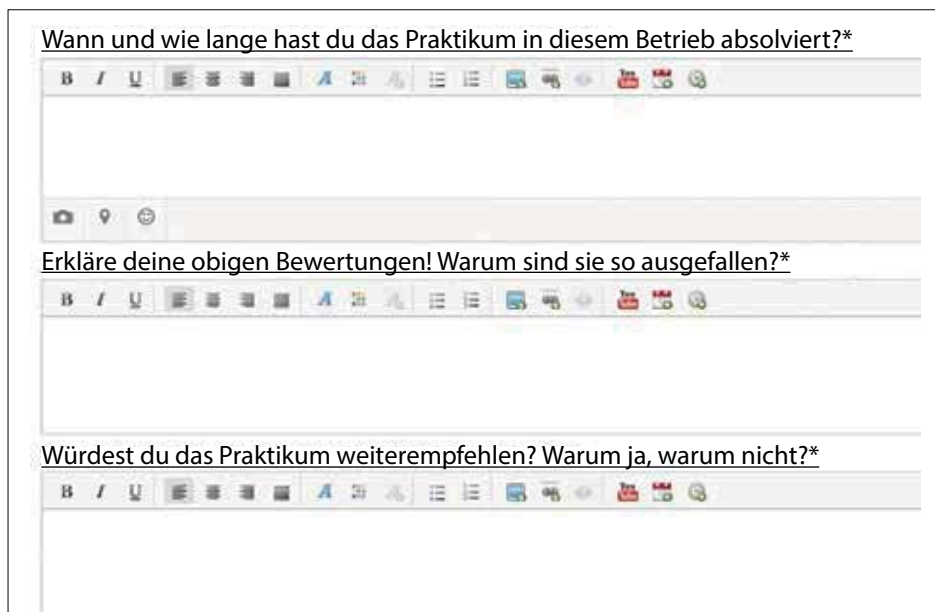 Wann und wie lange hast du das Praktikum in diesem Betrieb absolviert?*
B I U A
Erkläre deine obigen Bewertungen! Warum sind sie so ausgefallen?*
B I U A
Würdest du das Praktikum weiterempfehlen? Warum ja, warum nicht?*
B I U A